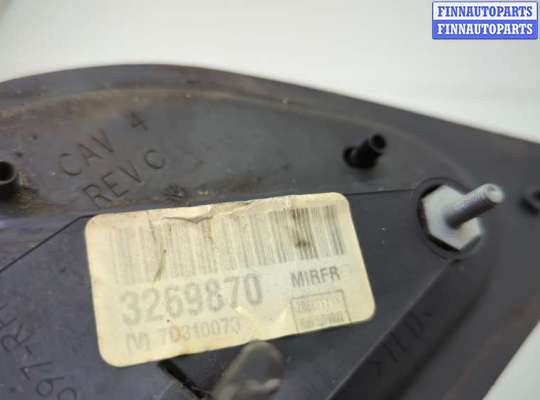 FINNAUTOPARTS
FINNAUTOPARTS
CAV 4
REV C
MIRFR
3269870
(V) 70310073